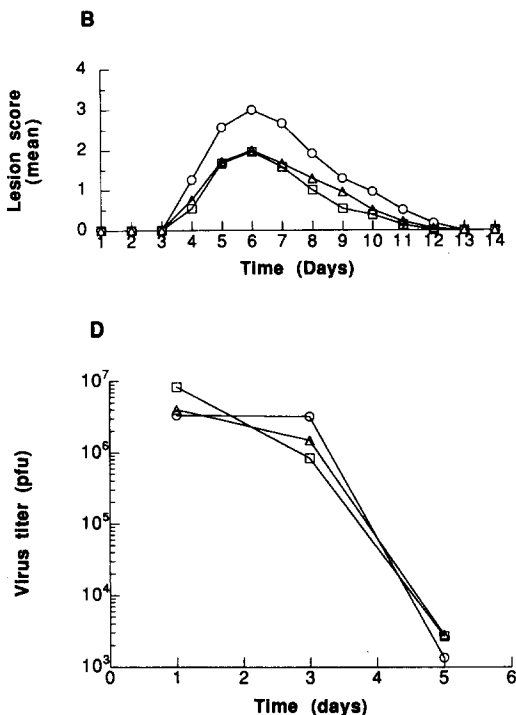 B
Lesion score
(mean)
4
3
2
1
0
1 2 3 4 5 6 7 8 9 10 11 12 13 14
Time (Days)
D
Virus titer (pfu)
10⁷
10⁶
10⁵
10⁴
10³
0 1 2 3 4 5 6
Time (days)